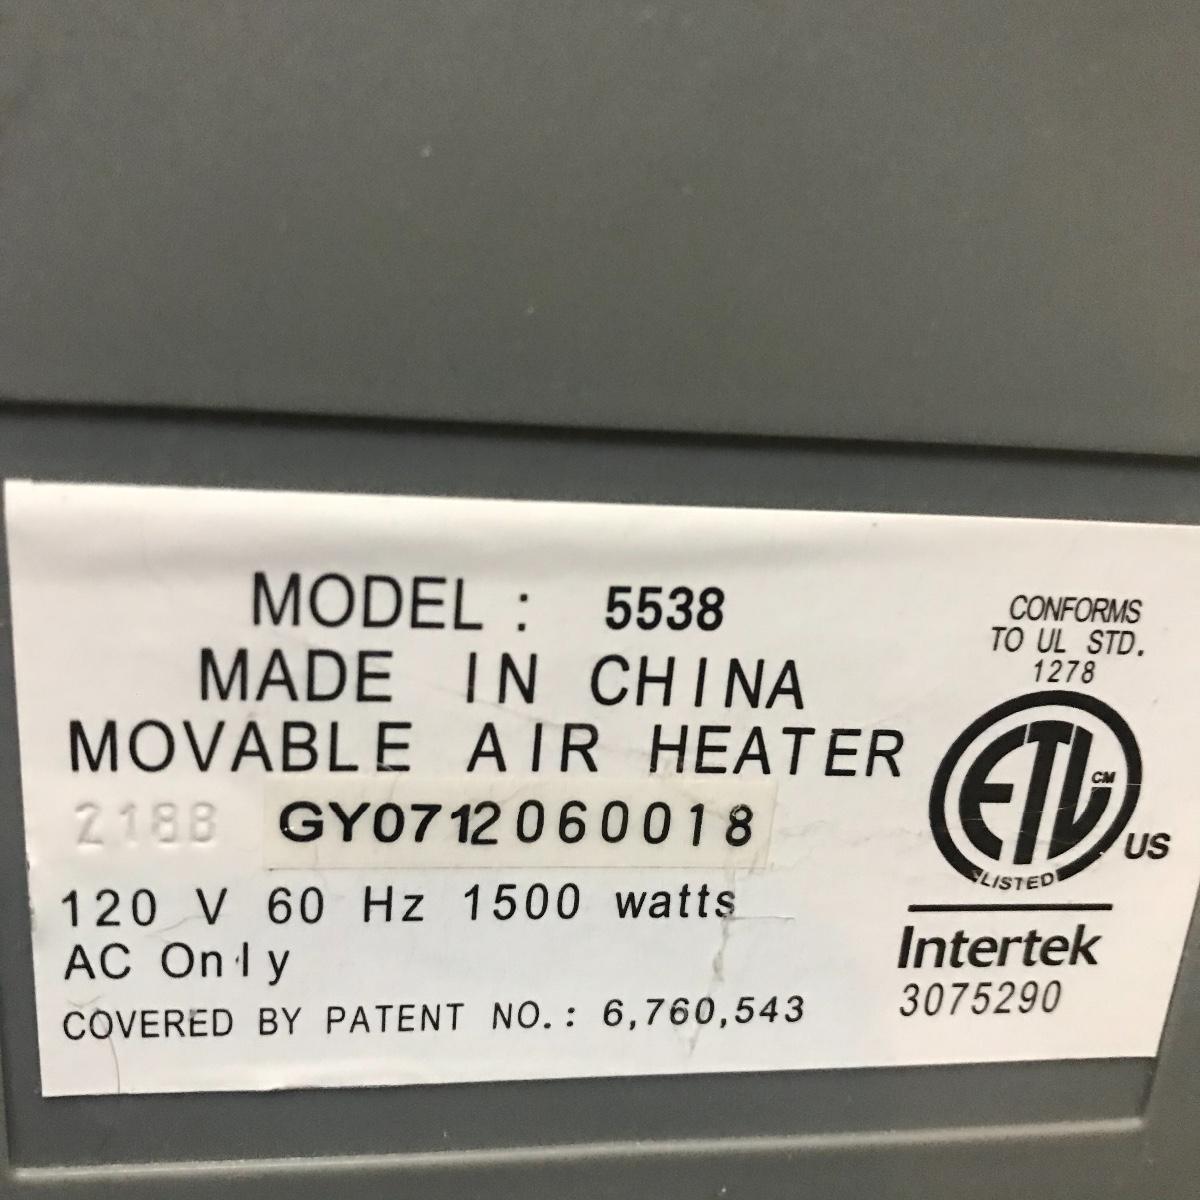 MODEL : 5538
MADE IN CHINA
MOVABLE AIR HEATER
2188 GY0712060018
120 V 60 Hz 1500 watts
AC Only
COVERED BY PATENT NO.: 6,760,543
CONFORMS
TO UL STD.
1278
ETL CM
US
LISTED
Intertek
3075290